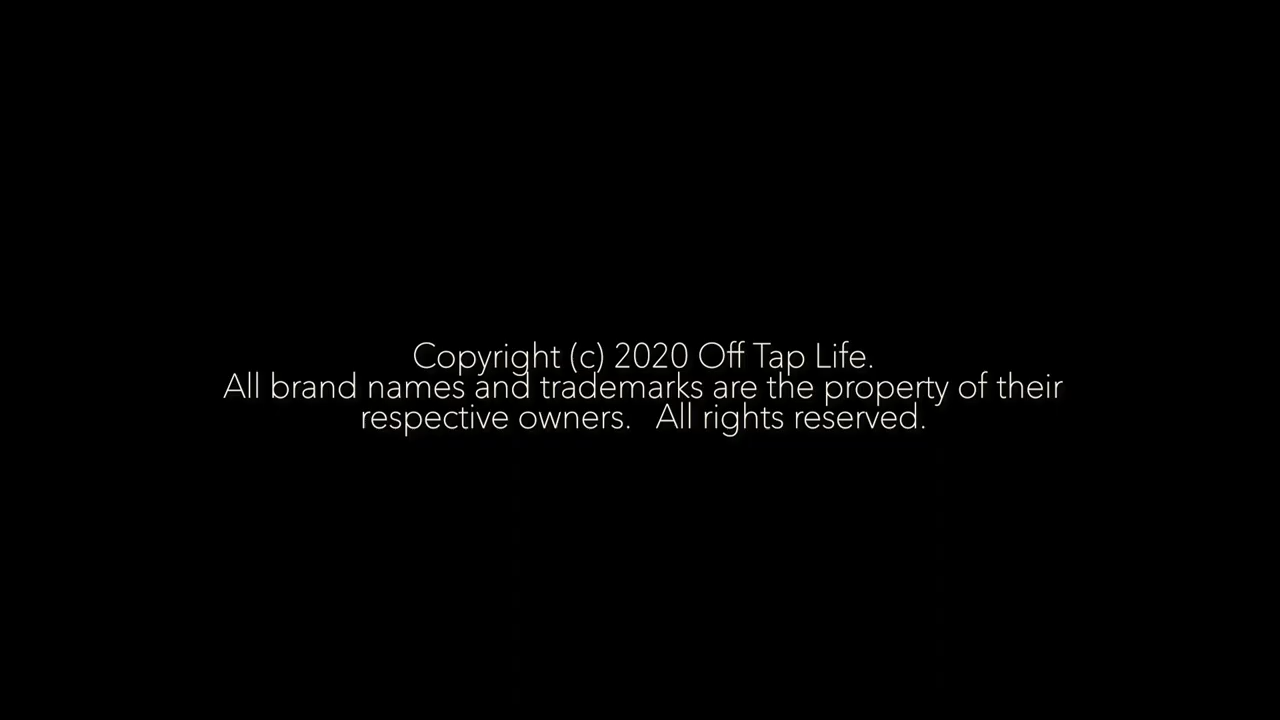 Copyright (c) 2020 Off Tap Life.
All brand names and trademarks are the property of their
respective owners.   All rights reserved.